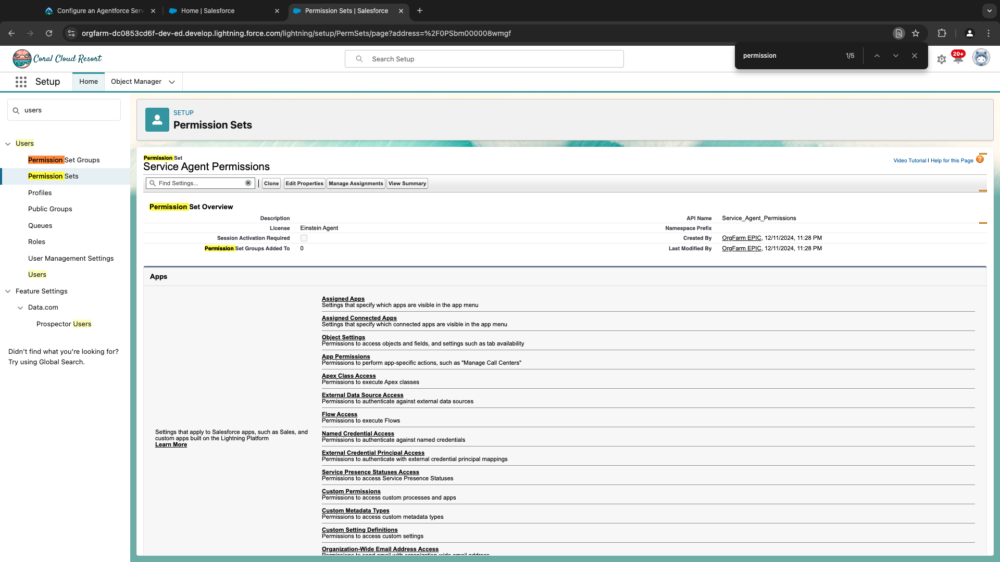 Configure an Agentforce Serv
Home | Salesforce
Permission Sets | Salesforce
orgfarm-dc0853cd6f-dev-ed.develop.lightning.force.com/lightning/setup/PermSets/page?address=%2F0PSbm000008wmgf
permission 1/5
Coral Cloud Resort
Search Setup
20+
Setup
Home
Object Manager
users
Users
Permission Set Groups
Permission Sets
Profiles
Public Groups
Queues
Roles
User Management Settings
Users
Feature Settings
Data.com
Prospector Users
Didn't find what you're looking for?
Try using Global Search.
SETUP
Permission Sets
Permission Set
Service Agent Permissions
Video Tutorial | Help for this Page ?
Find Settings... | Clone Edit Properties Manage Assignments View Summary
Permission Set Overview
Description API Name Service_Agent_Permissions
License Einstein Agent Namespace Prefix
Session Activation Required Created By OrgFarm EPIC, 12/11/2024, 11:28 PM
Permission Set Groups Added To 0 Last Modified By OrgFarm EPIC, 12/11/2024, 11:28 PM
Apps
Settings that apply to Salesforce apps, such as Sales, and
custom apps built on the Lightning Platform
Learn More
Assigned Apps
Settings that specify which apps are visible in the app menu
Assigned Connected Apps
Settings that specify which connected apps are visible in the app menu
Object Settings
Permissions to access objects and fields, and settings such as tab availability
App Permissions
Permissions to perform app-specific actions, such as "Manage Call Centers"
Apex Class Access
Permissions to execute Apex classes
External Data Source Access
Permissions to authenticate against external data sources
Flow Access
Permissions to execute Flows
Named Credential Access
Permissions to authenticate against named credentials
External Credential Principal Access
Permissions to authenticate with external credential principal mappings
Service Presence Statuses Access
Permissions to access Service Presence Statuses
Custom Permissions
Permissions to access custom processes and apps
Custom Metadata Types
Permissions to access custom metadata types
Custom Setting Definitions
Permissions to access custom settings
Organization-Wide Email Address Access
Permissions to send email with organization-wide email address